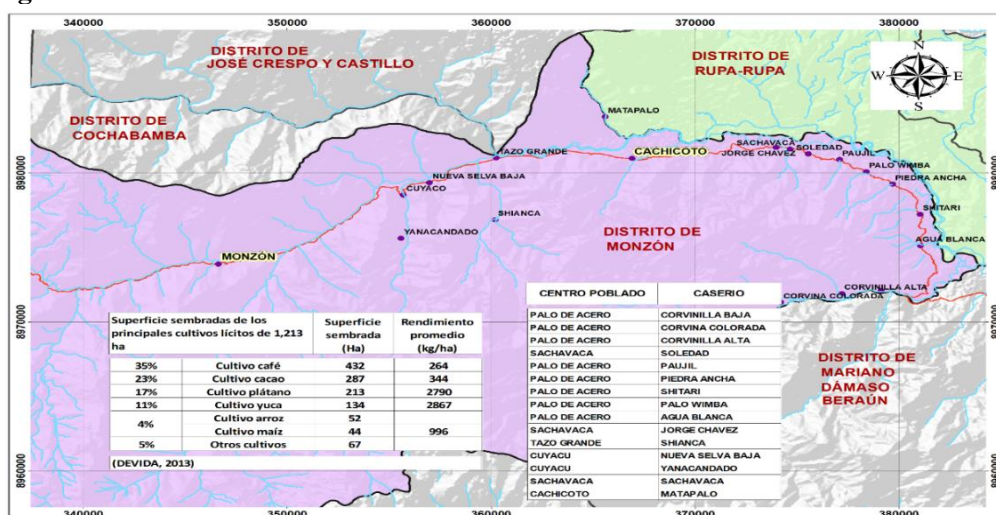 340000 350000 360000 370000 380000
DISTRITO DE
JOSÉ CRESPO Y CASTILLO
DISTRITO DE
RUPA-RUPA
N
W E
S
DISTRITO DE
COCHABAMBA
MATAPALO
TAZO GRANDE
CACHICOTO
SACHAVACA
JORGE CHAVEZ
SOLEDAD
PAUJIL
PALO WIMBA
PIEDRA ANCHA
8980000 8980000
NUEVA SELVA BAJA
CUYACO
SHIANCA
SHITARI
YANACANDADO
DISTRITO DE
MONZÓN
AGUA BLANCA
MONZÓN
CORVINILLA ALTA
CORVINA COLORADA
8970000 8970000
Superficie sembradas de los principales cultivos lícitos de 1,213 ha Superficie sembrada (Ha) Rendimiento promedio (kg/ha)
35% Cultivo café 432 264
23% Cultivo cacao 287 344
17% Cultivo plátano 213 2790
11% Cultivo yuca 134 2867
4% Cultivo arroz 52
Cultivo maíz 44 996
5% Otros cultivos 67
(DEVIDA, 2013)
CENTRO POBLADO CASERIO
PALO DE ACERO CORVINILLA BAJA
PALO DE ACERO CORVINA COLORADA
PALO DE ACERO CORVINILLA ALTA
SACHAVACA SOLEDAD
PALO DE ACERO PAUJIL
PALO DE ACERO PIEDRA ANCHA
PALO DE ACERO SHITARI
PALO DE ACERO PALO WIMBA
PALO DE ACERO AGUA BLANCA
SACHAVACA JORGE CHAVEZ
TAZO GRANDE SHIANCA
CUYACU NUEVA SELVA BAJA
CUYACU YANACANDADO
SACHAVACA SACHAVACA
CACHICOTO MATAPALO
DISTRITO DE
MARIANO
DÁMASO
BERAÚN
8960000 8960000
340000 350000 360000 370000 380000